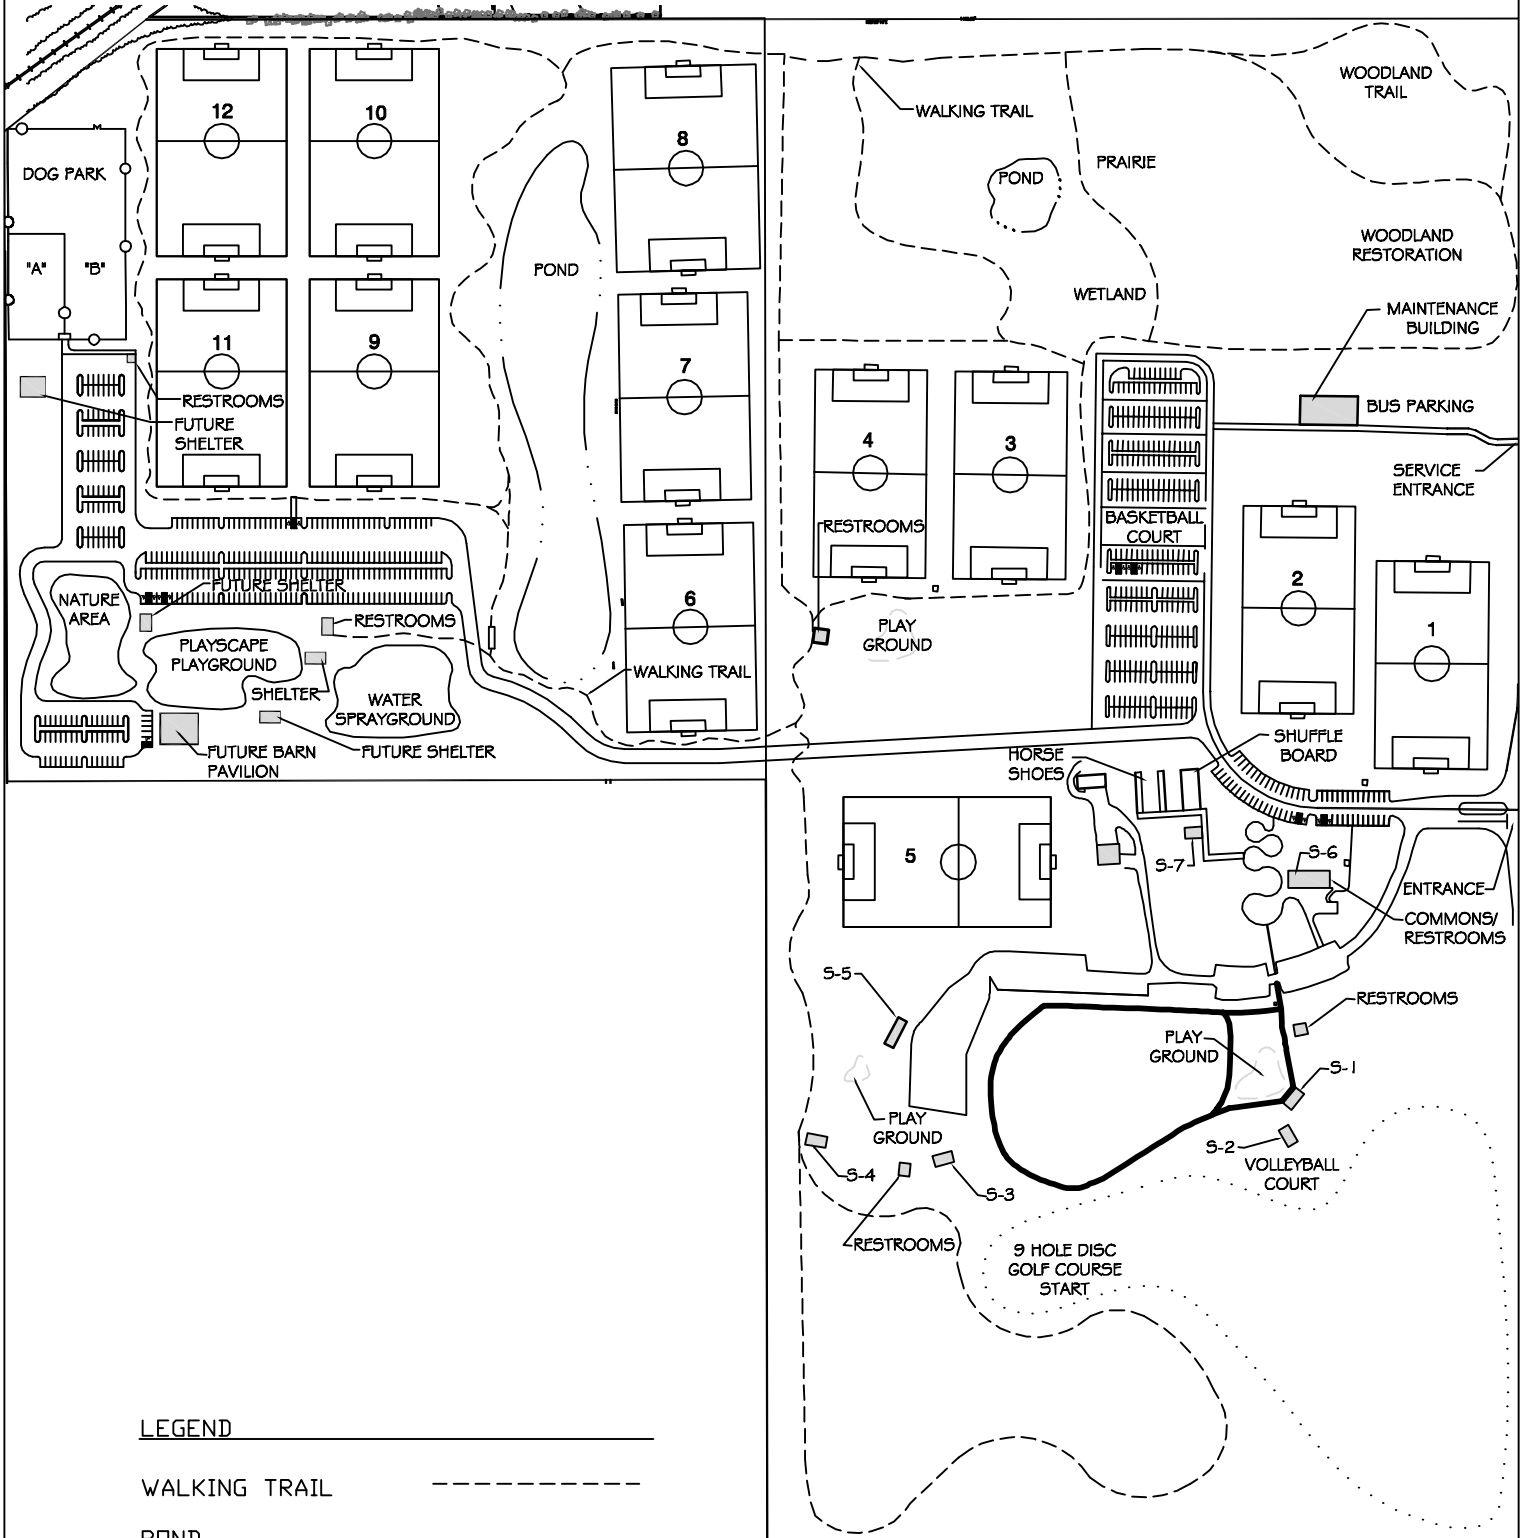 WOODLAND
TRAIL
12
10
8
WALKING TRAIL
DOG PARK
POND
PRAIRIE
WOODLAND
RESTORATION
"A"
"B"
POND
WETLAND
MAINTENANCE
BUILDING
11
9
7
RESTROOMS
FUTURE
SHELTER
BUS PARKING
4
3
SERVICE
ENTRANCE
RESTROOMS
BASKETBALL
COURT
2
1
NATURE
AREA
FUTURE SHELTER
RESTROOMS
6
PLAY
GROUND
PLAYSCAPE
PLAYGROUND
SHELTER
WATER
SPRAYGROUND
WALKING TRAIL
FUTURE BARN
PAVILION
FUTURE SHELTER
HORSE
SHOES
SHUFFLE
BOARD
5
S-7
S-6
ENTRANCE
COMMONS/
RESTROOMS
S-5
RESTROOMS
PLAY
GROUND
S-1
PLAY
GROUND
S-2
VOLLEYBALL
COURT
S-4
S-3
RESTROOMS
9 HOLE DISC
GOLF COURSE
START
LEGEND
WALKING TRAIL
POND